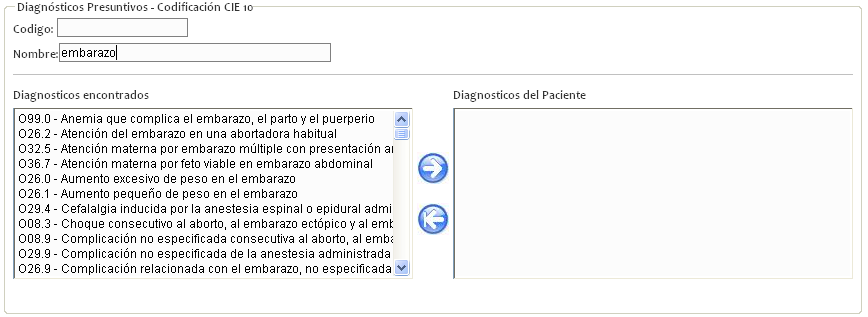 Diagnósticos Presuntivos - Codificación CIE 10
Codigo:
Nombre: embarazo
Diagnosticos encontrados
O99.0 - Anemia que complica el embarazo, el parto y el puerperio
O26.2 - Atención del embarazo en una abortadora habitual
O32.5 - Atención materna por embarazo múltiple con presentación
O36.7 - Atención materna por feto viable en embarazo abdominal
O26.0 - Aumento excesivo de peso en el embarazo
O26.1 - Aumento pequeño de peso en el embarazo
O29.4 - Cefalalgia inducida por la anestesia espinal o epidural admi
O08.3 - Choque consecutivo al aborto, al embarazo ectópico y al emb
O08.9 - Complicación no especificada consecutiva al aborto, al emba
O29.9 - Complicación no especificada de la anestesia administrada
O26.9 - Complicación relacionada con el embarazo, no especificada
Diagnosticos del Paciente